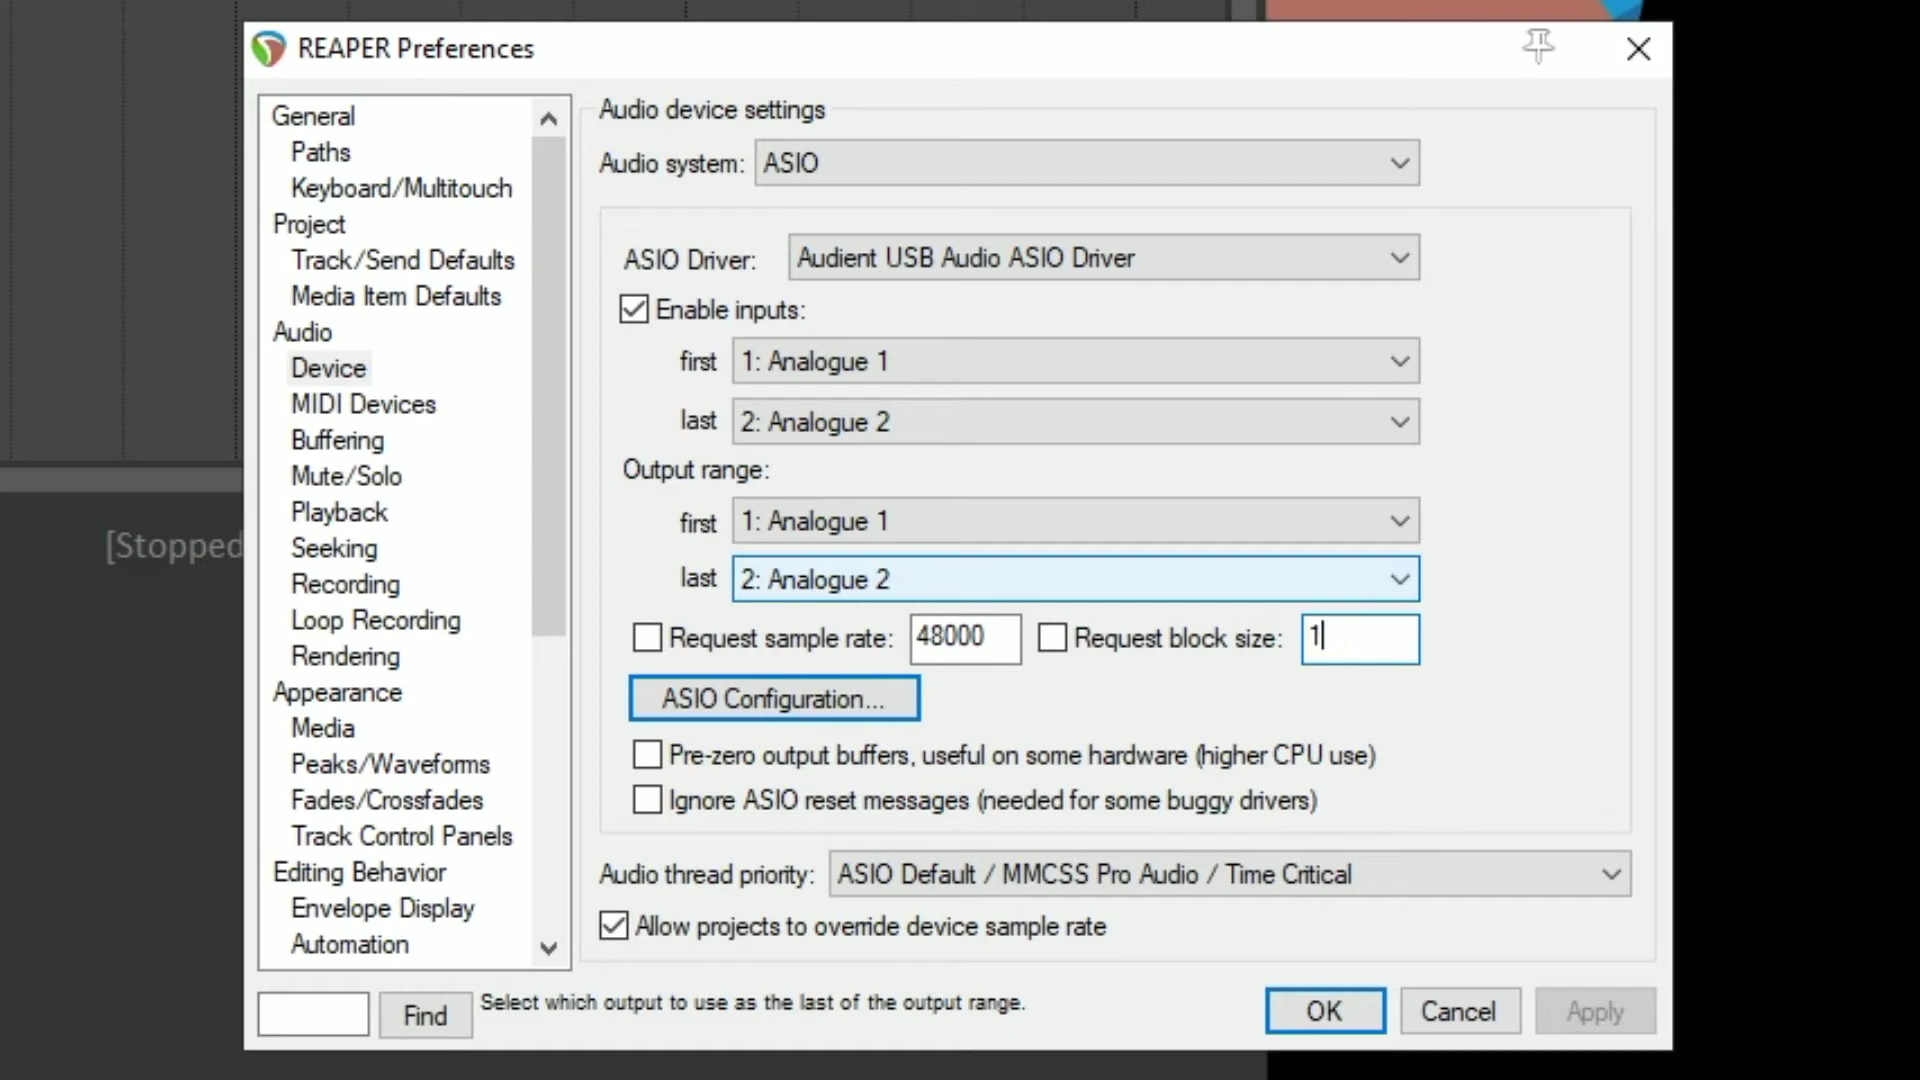 REAPER Preferences
General
Paths
Keyboard/Multitouch
Project
Track/Send Defaults
Media Item Defaults
Audio
Device
MIDI Devices
Buffering
Mute/Solo
Playback
Seeking
Recording
Loop Recording
Rendering
Appearance
Media
Peaks/Waveforms
Fades/Crossfades
Track Control Panels
Editing Behavior
Envelope Display
Automation
Audio device settings
Audio system: ASIO
ASIO Driver: Audient USB Audio ASIO Driver
Enable inputs:
first 1: Analogue 1
last 2: Analogue 2
Output range:
first 1: Analogue 1
last 2: Analogue 2
Request sample rate: 48000 Request block size: 1
ASIO Configuration...
Pre-zero output buffers, useful on some hardware (higher CPU use)
Ignore ASIO reset messages (needed for some buggy drivers)
Audio thread priority: ASIO Default / MMCSS Pro Audio / Time Critical
Allow projects to override device sample rate
Find Select which output to use as the last of the output range.
OK Cancel Apply
[Stopped